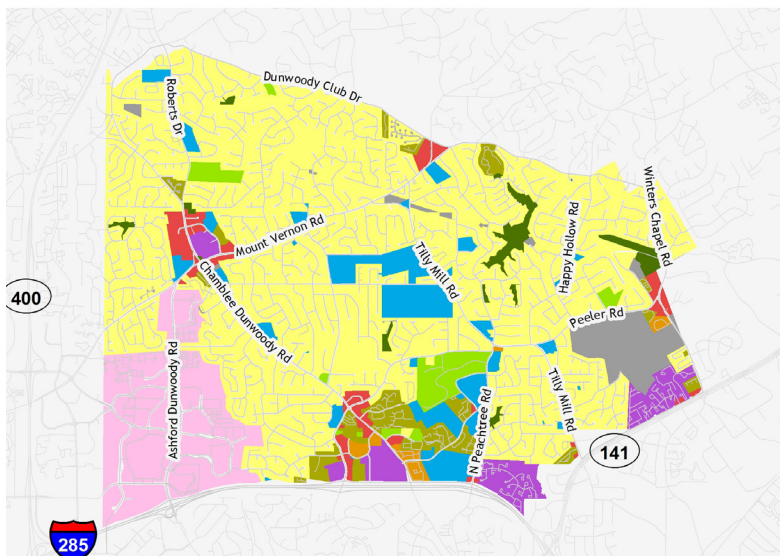 Dunwoody Club Dr
Roberts Dr
Winters Chapel Rd
Happy Hollow Rd
Mount Vernon Rd
Tilly Mill Rd
400
Chamblee Dunwoody Rd
Peeler Rd
Ashford Dunwoody Rd
Tilly Mill Rd
N Peachtree Rd
141
285